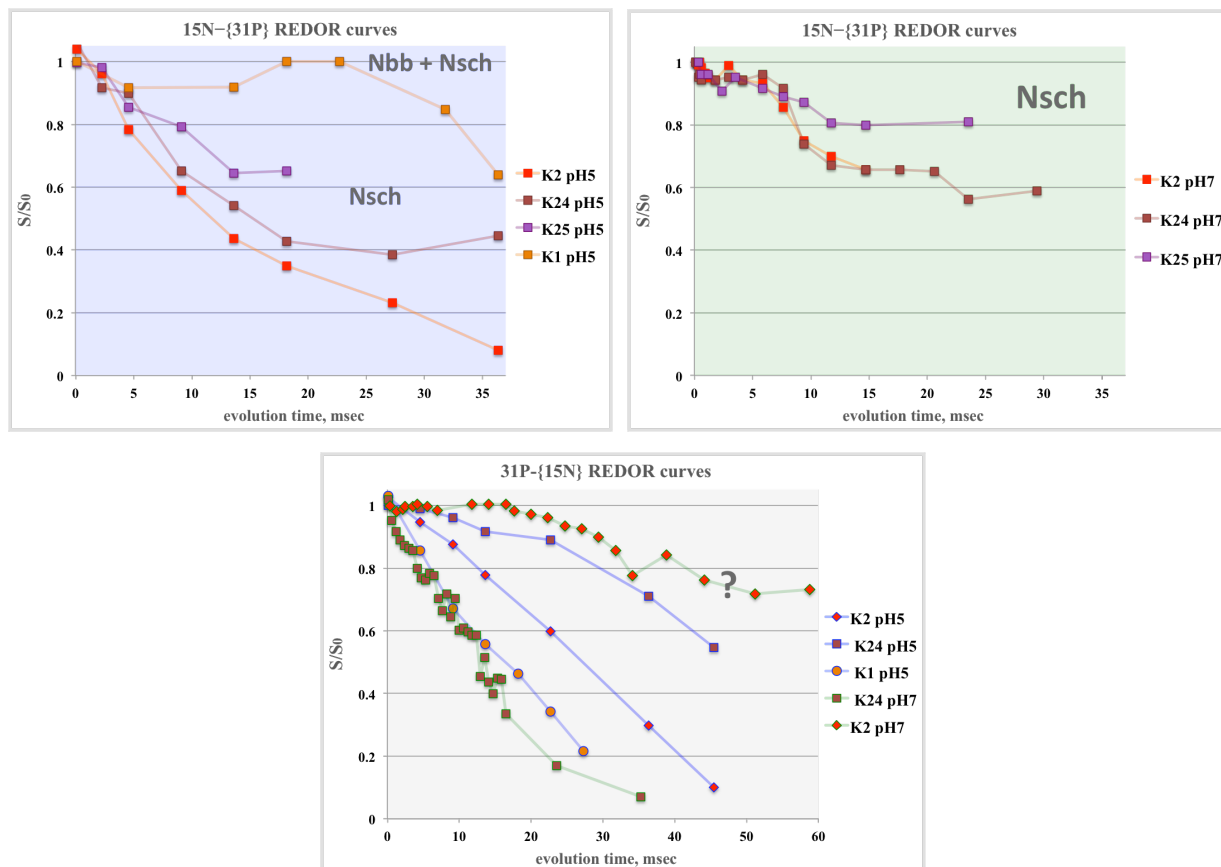 15N−{31P} REDOR curves
Nbb + Nsch
Nsch
S/S0
1
0.8
0.6
0.4
0.2
0
0 5 10 15 20 25 30 35
evolution time, msec
K2 pH5
K24 pH5
K25 pH5
K1 pH5
15N−{31P} REDOR curves
Nsch
S/S0
1
0.8
0.6
0.4
0.2
0
0 5 10 15 20 25 30 35
evolution time, msec
K2 pH7
K24 pH7
K25 pH7
31P-{15N} REDOR curves
?
S/S0
1
0.8
0.6
0.4
0.2
0
0 10 20 30 40 50 60
evolution time, msec
K2 pH5
K24 pH5
K1 pH5
K24 pH7
K2 pH7